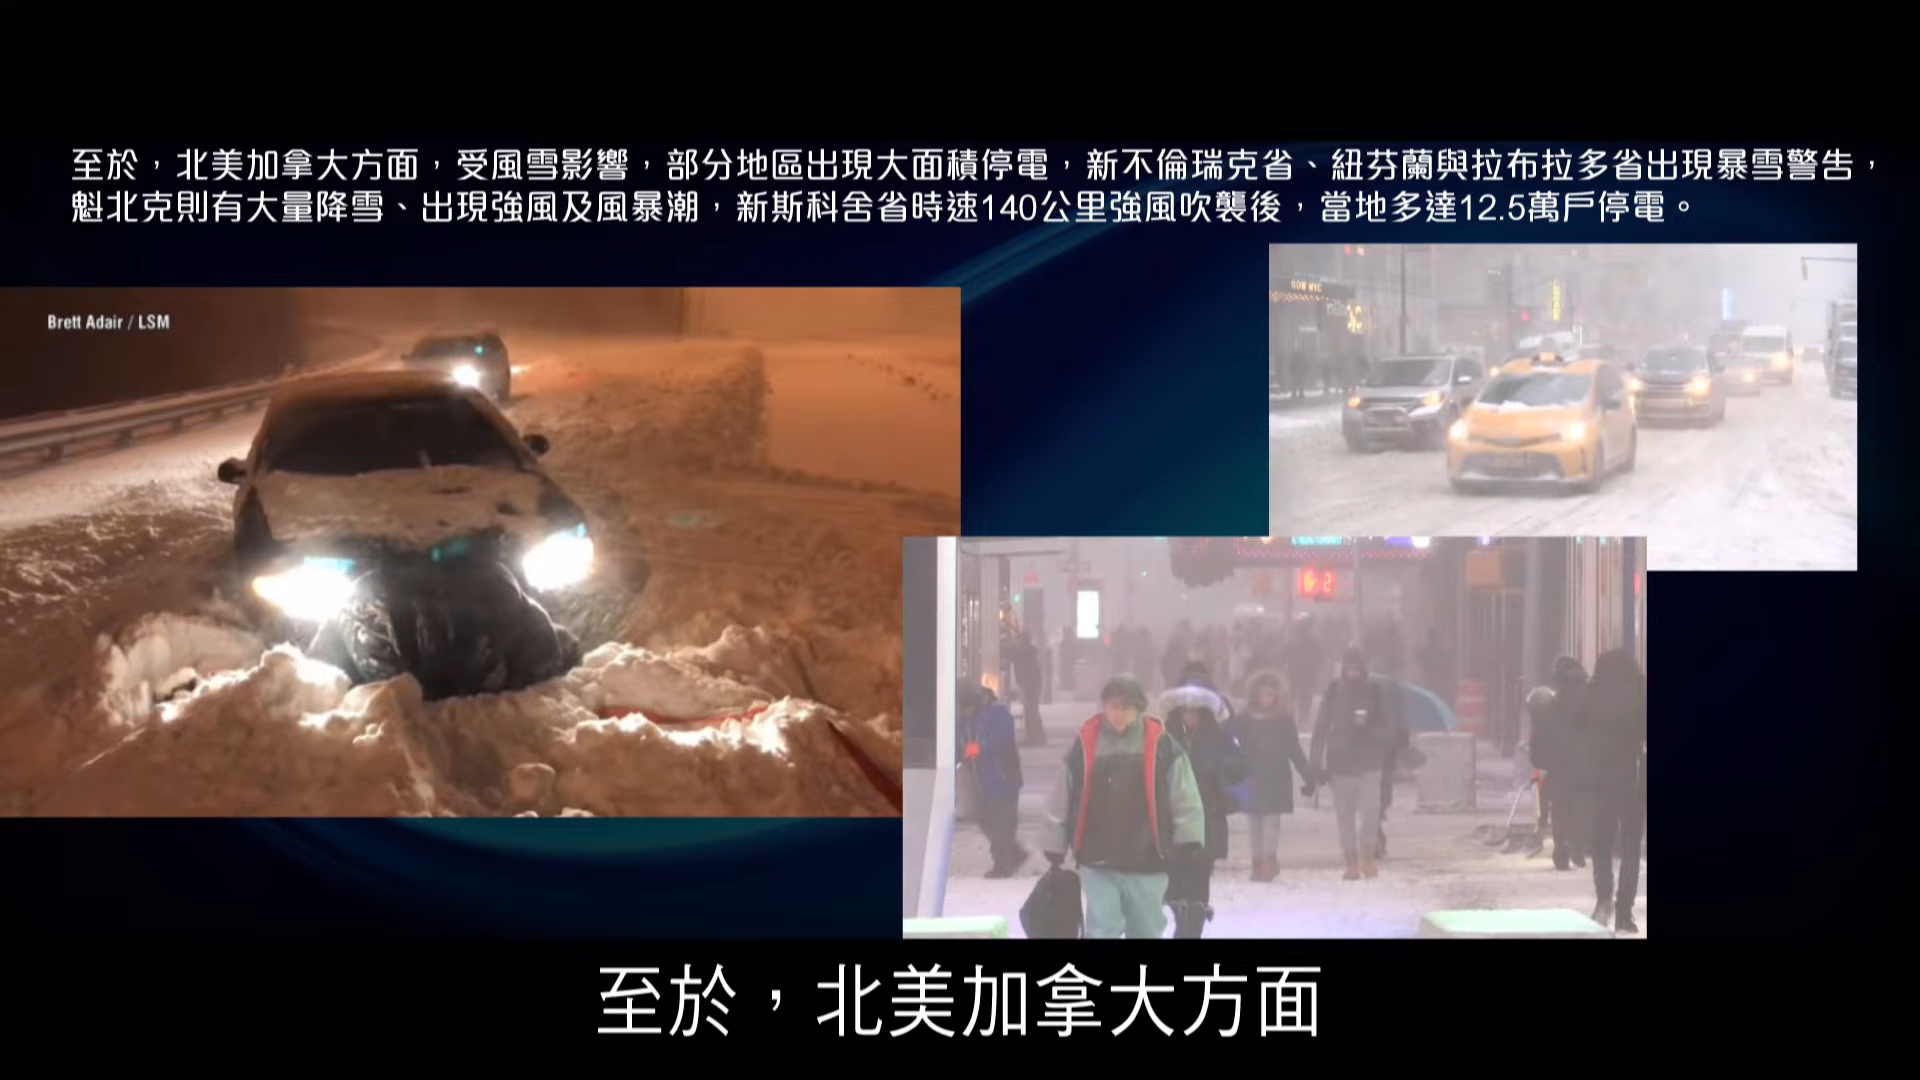 至於，北美加拿大方面，受風雪影響，部分地區出現大面積停電，新不倫瑞克省、紐芬蘭與拉布拉多省出現暴雪警告，
魁北克則有大量降雪、出現強風及風暴潮，新斯科舍省時速140公里強風吹襲後，當地多達12.5萬戶停電。
Brett Adair / LSM
至於，北美加拿大方面